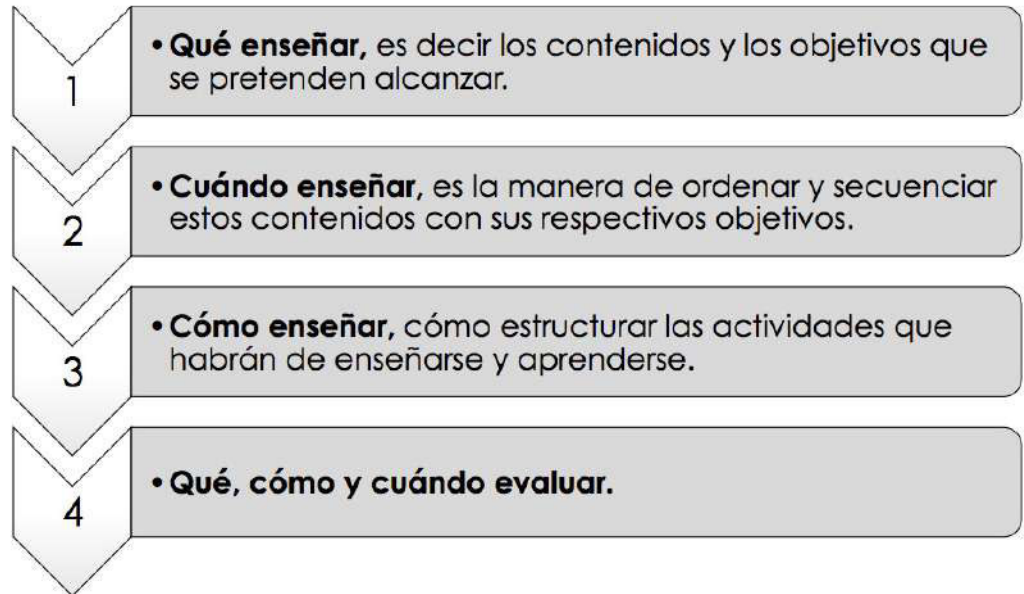 1
• Qué enseñar, es decir los contenidos y los objetivos que
se pretenden alcanzar.
2
• Cuándo enseñar, es la manera de ordenar y secuenciar
estos contenidos con sus respectivos objetivos.
3
• Cómo enseñar, cómo estructurar las actividades que
habrán de enseñarse y aprenderse.
4
• Qué, cómo y cuándo evaluar.